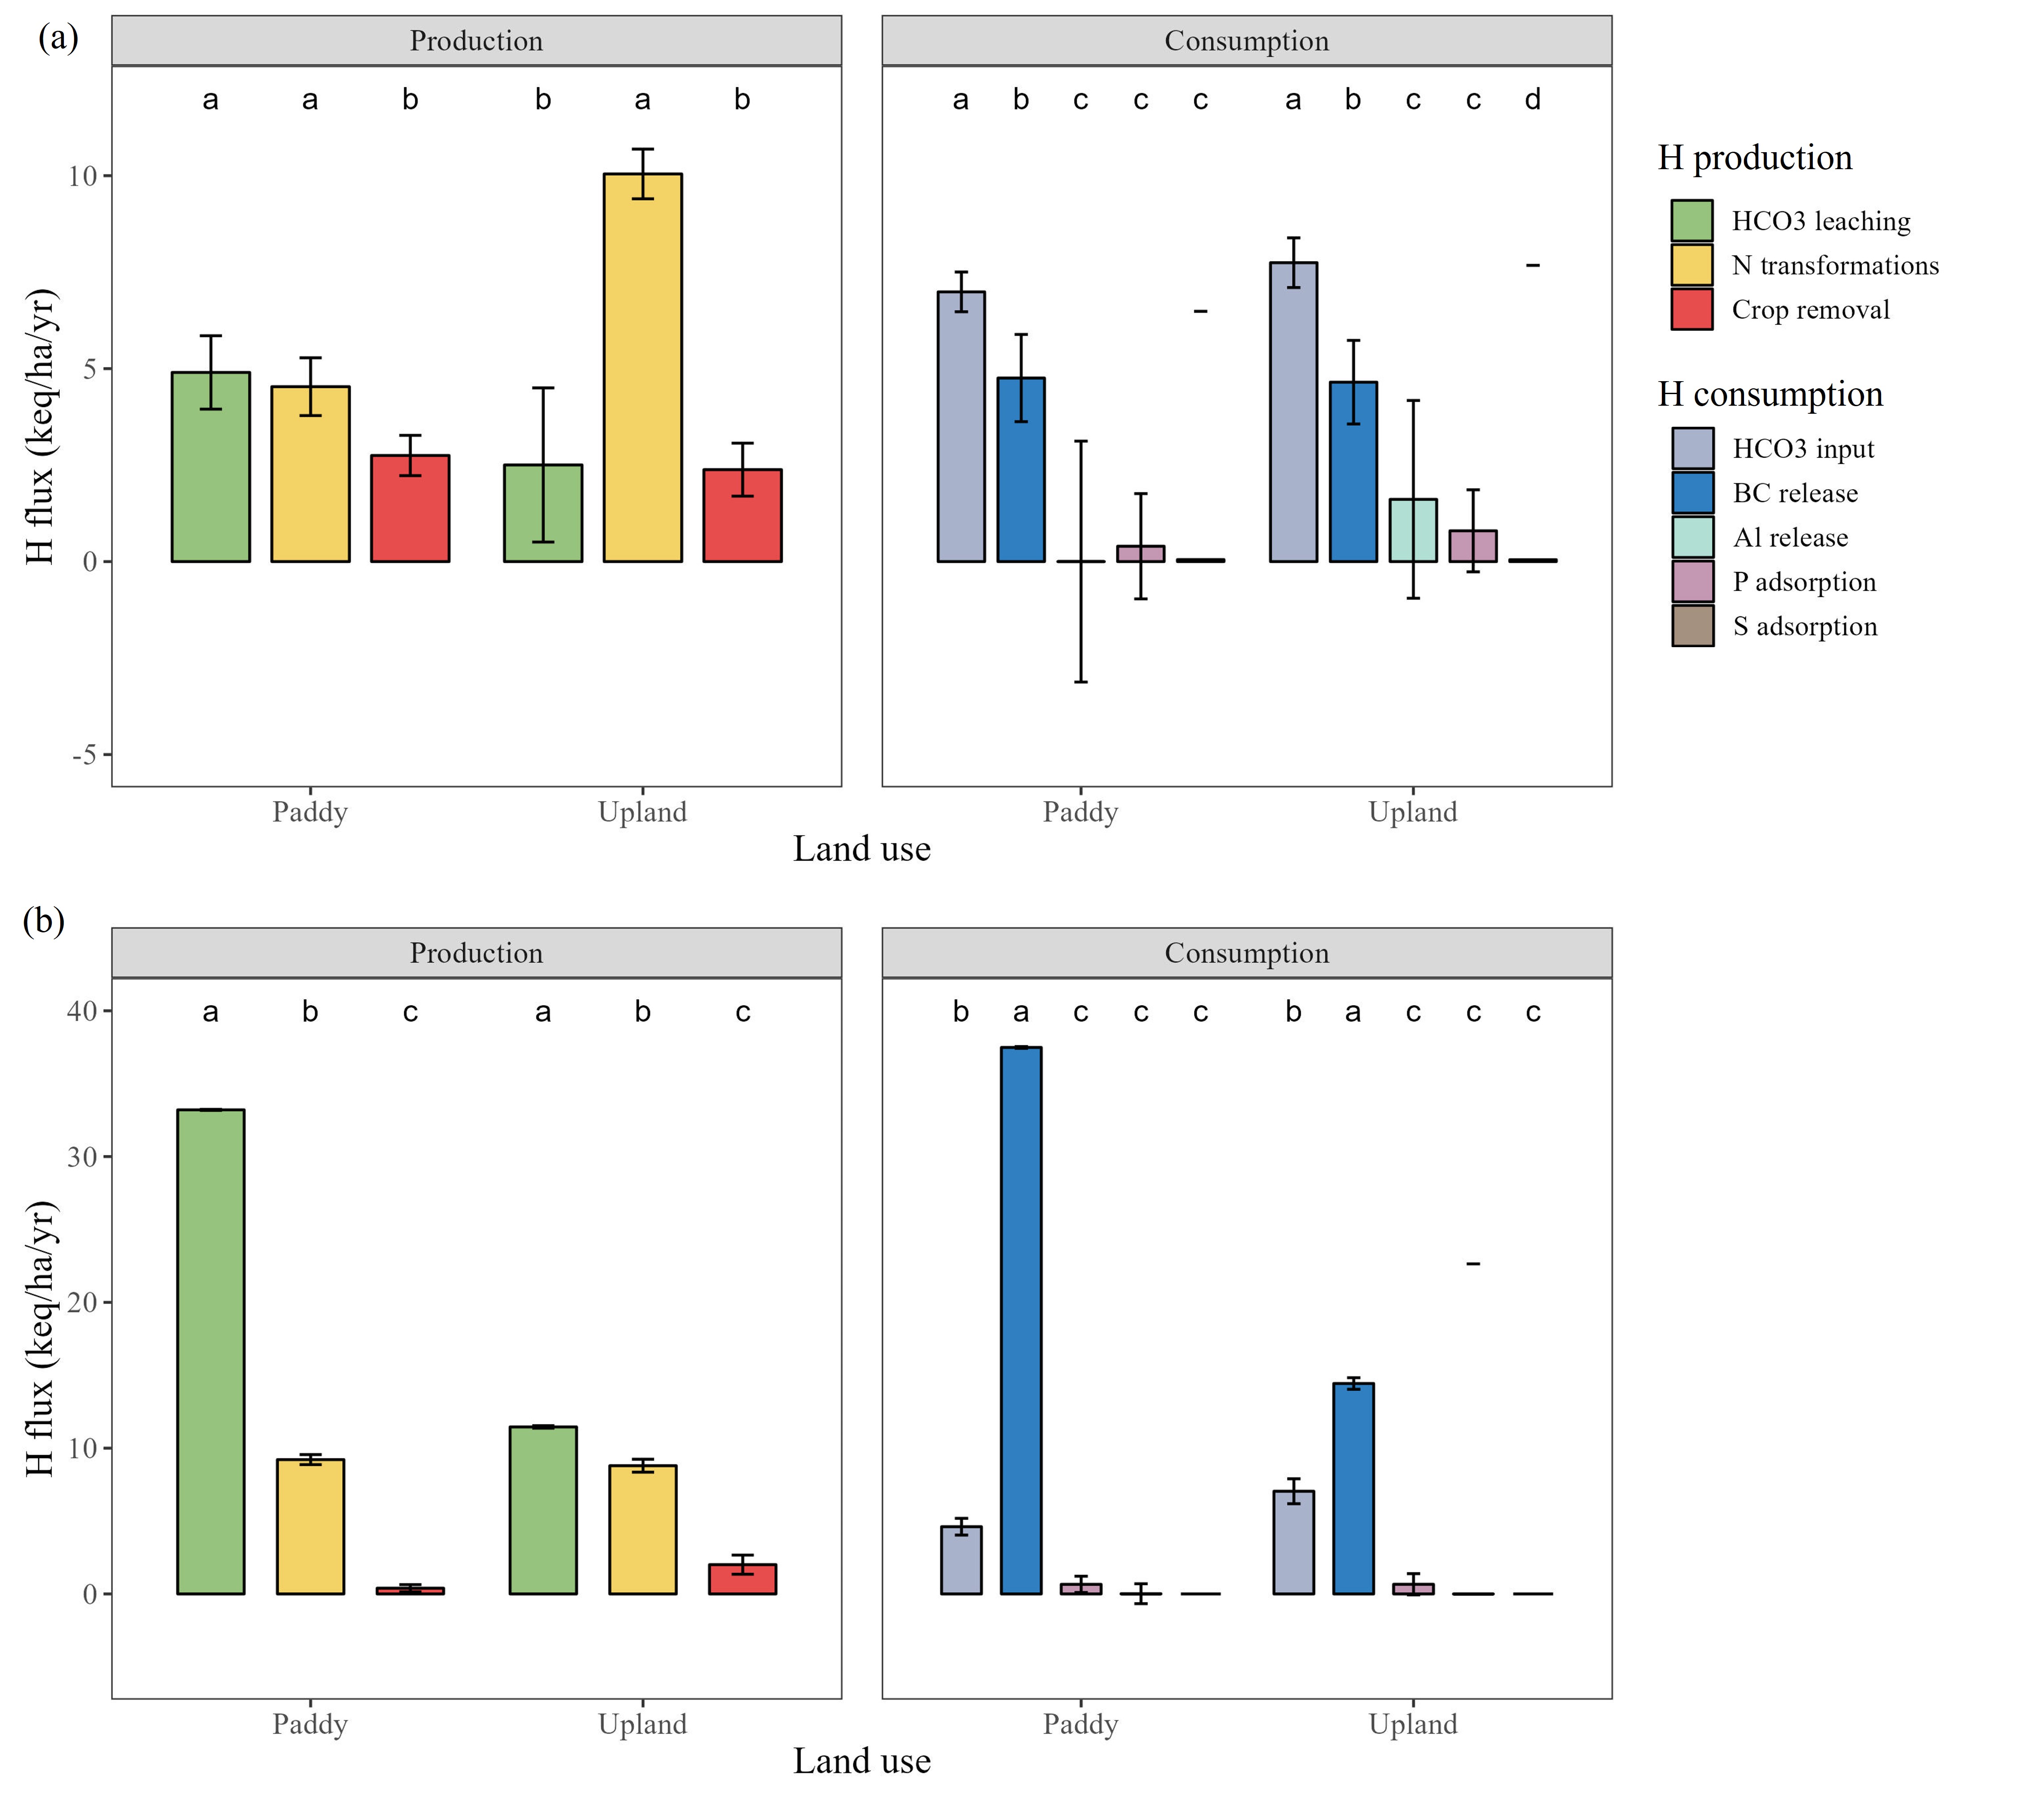 (a)
Production
Consumption
a a b b a b
a b c c c a b c c d
H flux (keq/ha/yr)
10
5
0
-5
Paddy
Upland
Paddy
Upland
Land use
H production
HCO3 leaching
N transformations
Crop removal
H consumption
HCO3 input
BC release
Al release
P adsorption
S adsorption
(b)
Production
Consumption
a b c a b c
b a c c c b a c c c
H flux (keq/ha/yr)
40
30
20
10
0
Paddy
Upland
Paddy
Upland
Land use